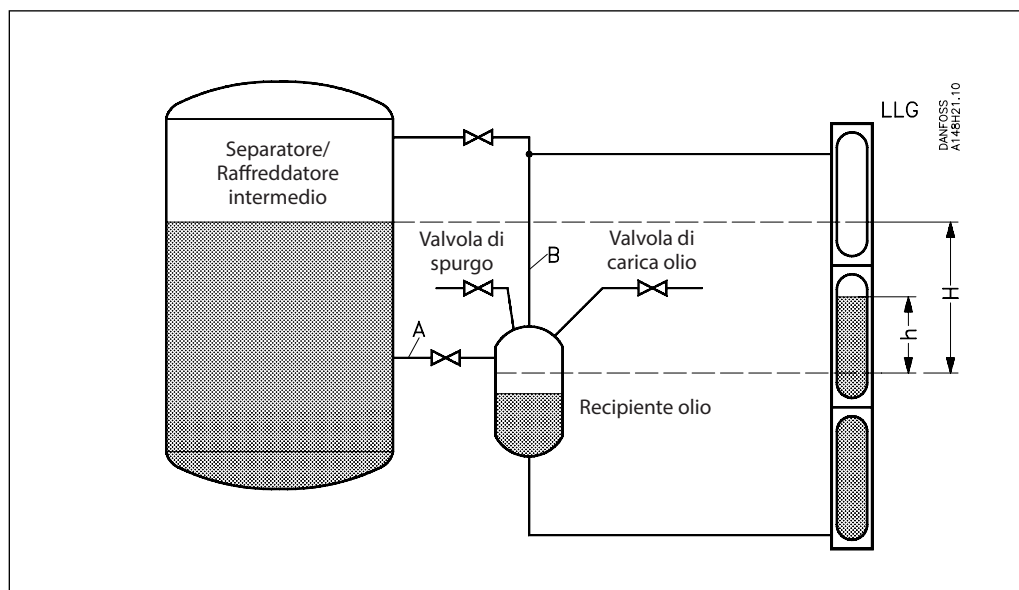 LLG
DANFOSS
A148H21.10
Separatore/
Raffreddatore
intermedio
Valvola di
spurgo
B
Valvola di
carica olio
H
h
A
Recipiente olio